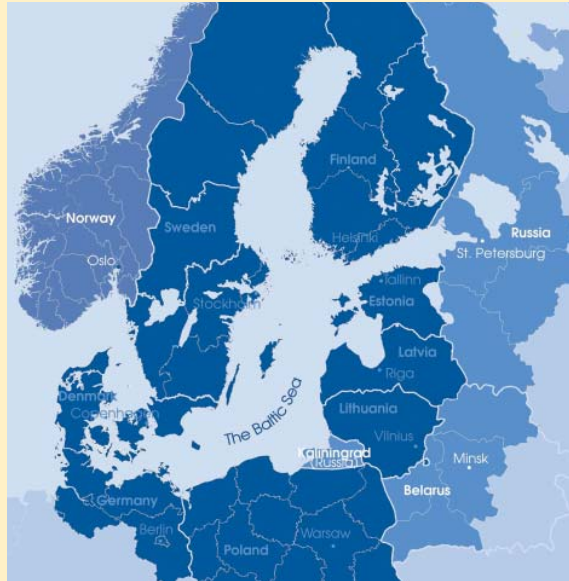 Finland
Norway
Sweden
Russia
Helsinki
St. Petersburg
Oslo
Tallinn
Stockholm
Estonia
Latvia
Riga
Denmark
Copenhagen
Lithuania
The Baltic Sea
Vilnius
Kaliningrad
(Russia)
Minsk
Belarus
Germany
Berlin
Warsaw
Poland